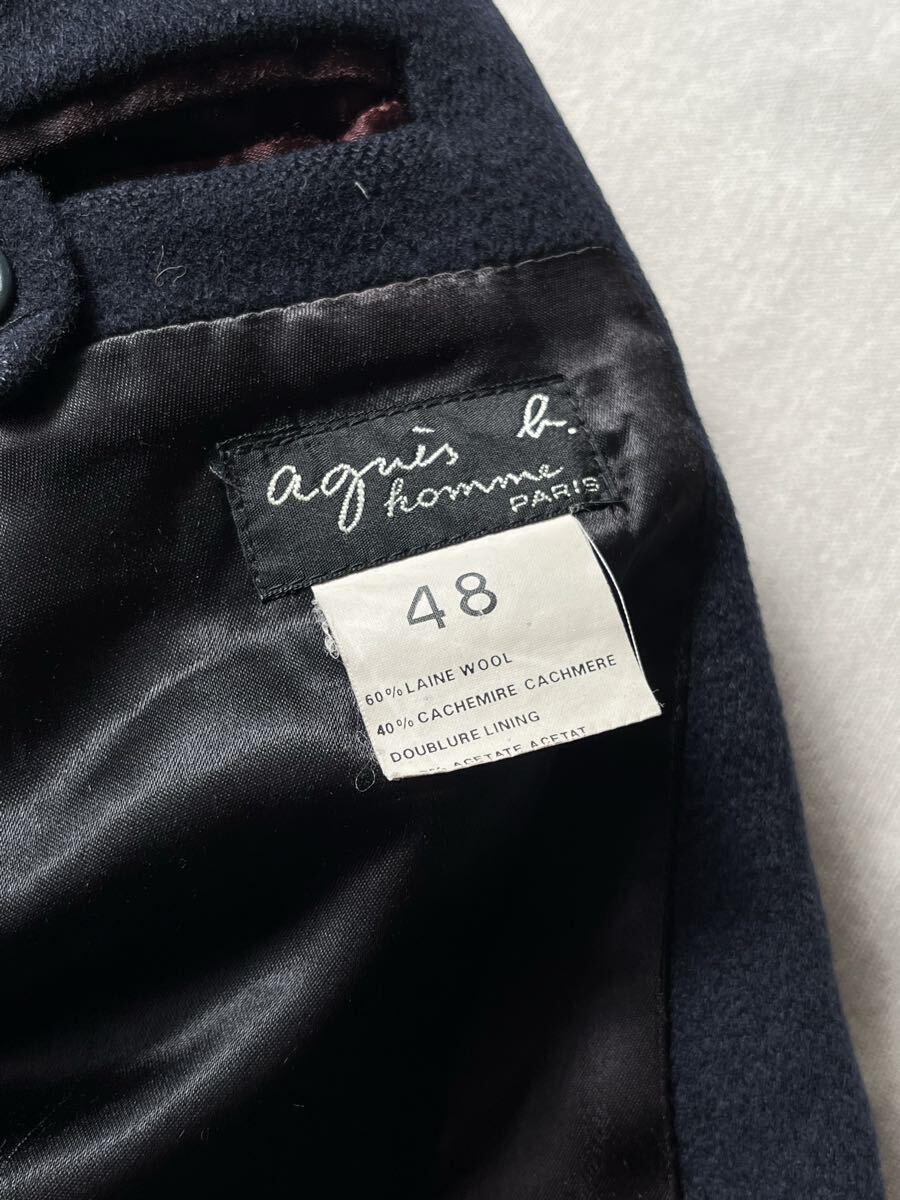 agnès b.
homme
PARIS
48
60% LAINE WOOL
40% CACHEMIRE CACHMERE
DOUBLURE LINING
ACETATE ACETAT